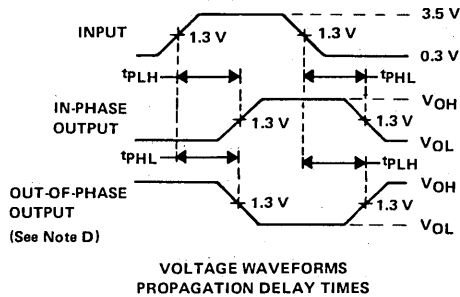 3.5 V
INPUT 1.3 V 1.3 V
0.3 V
tPLH tPHL
IN-PHASE
OUTPUT
1.3 V 1.3 V
VOH
VOL
tPHL tPLH
OUT-OF-PHASE
OUTPUT
(See Note D)
1.3 V 1.3 V
VOH
VOL
VOLTAGE WAVEFORMS
PROPAGATION DELAY TIMES